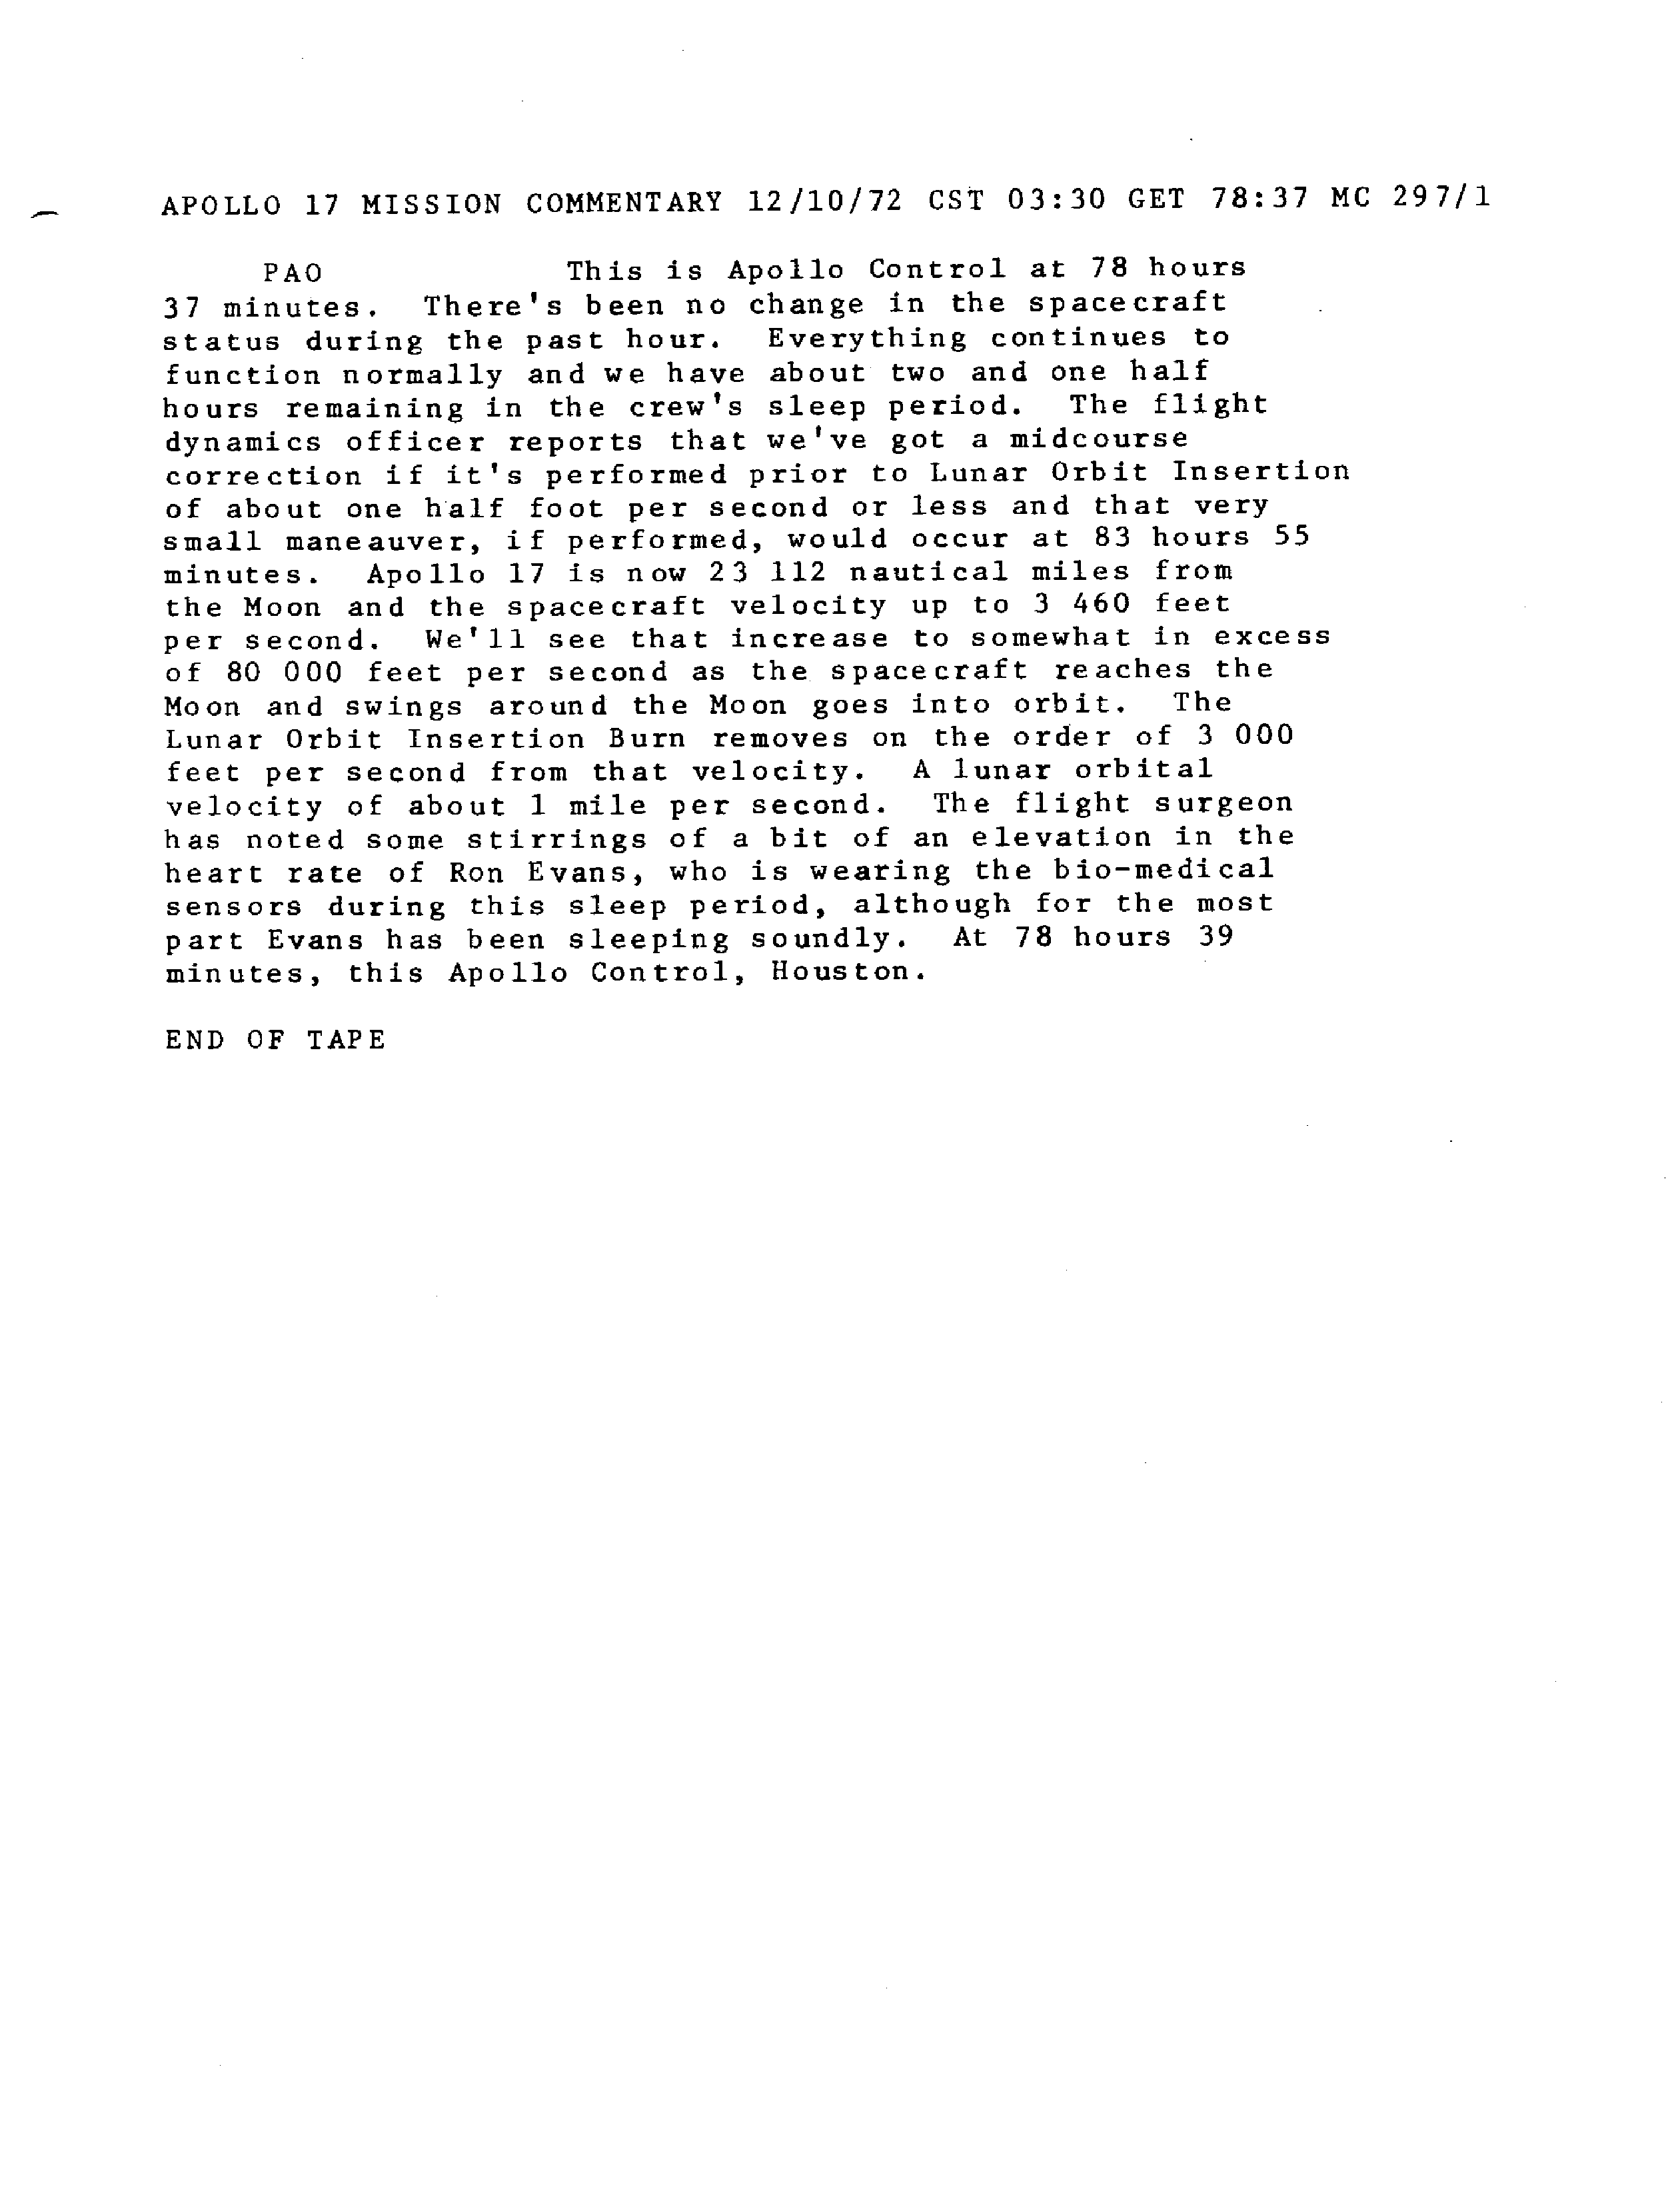 APOLLO 17 MISSION COMMENTARY 12/10/72 CST 03:30 GET 78:37 MC 297/1
PAO This is Apollo Control at 78 hours
37 minutes. There's been no change in the spacecraft
status during the past hour. Everything continues to
function normally and we have about two and one half
hours remaining in the crew's sleep period. The flight
dynamics officer reports that we've got a midcourse
correction if it's performed prior to Lunar Orbit Insertion
of about one half foot per second or less and that very
small maneauver, if performed, would occur at 83 hours 55
minutes. Apollo 17 is now 23 112 nautical miles from
the Moon and the spacecraft velocity up to 3 460 feet
per second. We'll see that increase to somewhat in excess
of 80 000 feet per second as the spacecraft reaches the
Moon and swings around the Moon goes into orbit. The
Lunar Orbit Insertion Burn removes on the order of 3 000
feet per second from that velocity. A lunar orbital
velocity of about 1 mile per second. The flight surgeon
has noted some stirrings of a bit of an elevation in the
heart rate of Ron Evans, who is wearing the bio-medical
sensors during this sleep period, although for the most
part Evans has been sleeping soundly. At 78 hours 39
minutes, this Apollo Control, Houston.
END OF TAPE